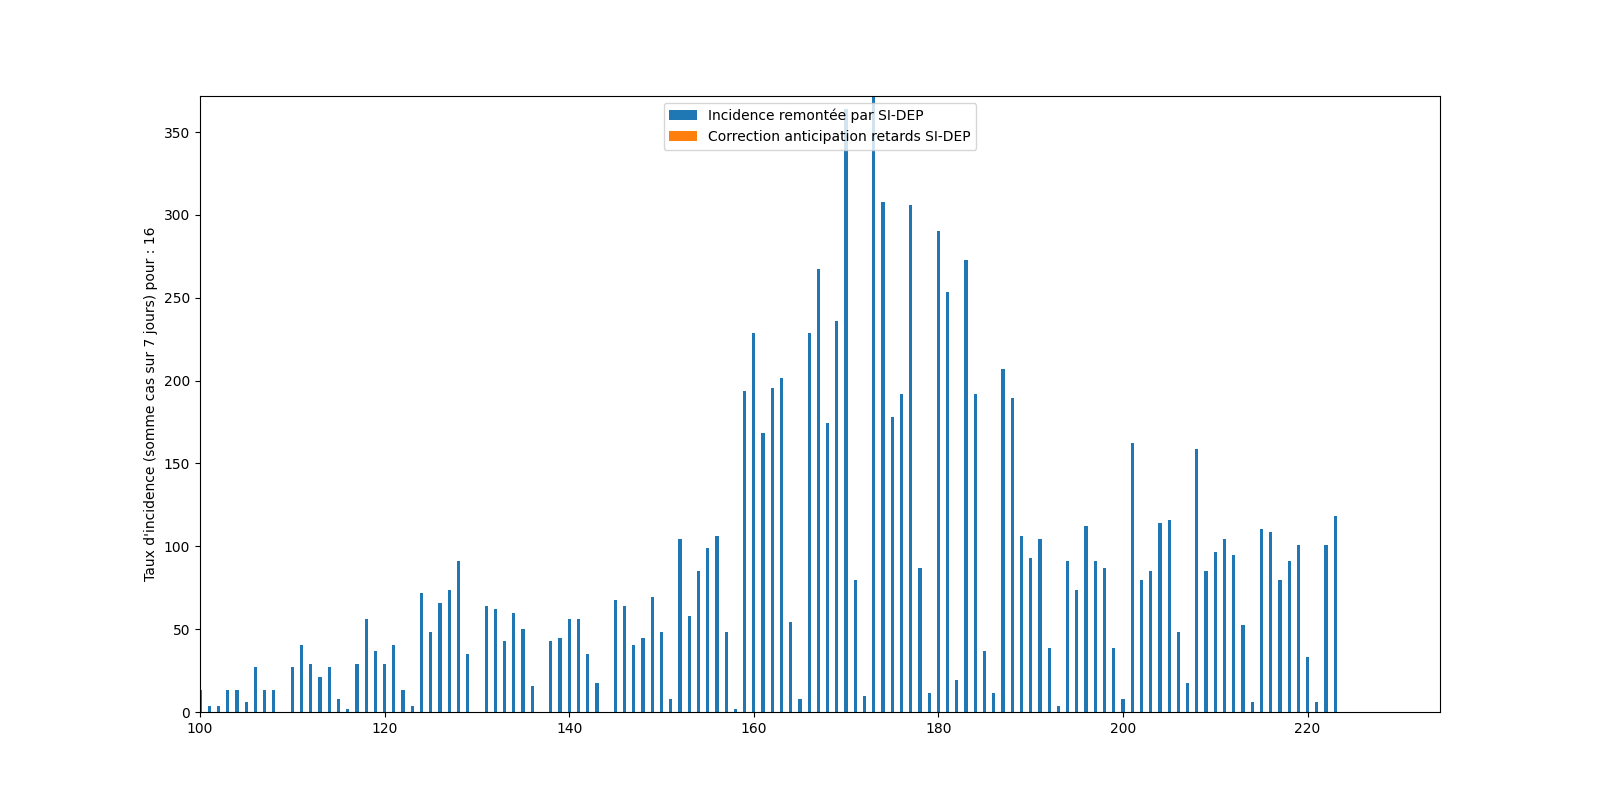 Incidence remontée par SI-DEP
Correction anticipation retards SI-DEP
Taux d'incidence (somme cas sur 7 jours) pour : 16
350
300
250
200
150
100
50
0
100 120 140 160 180 200 220